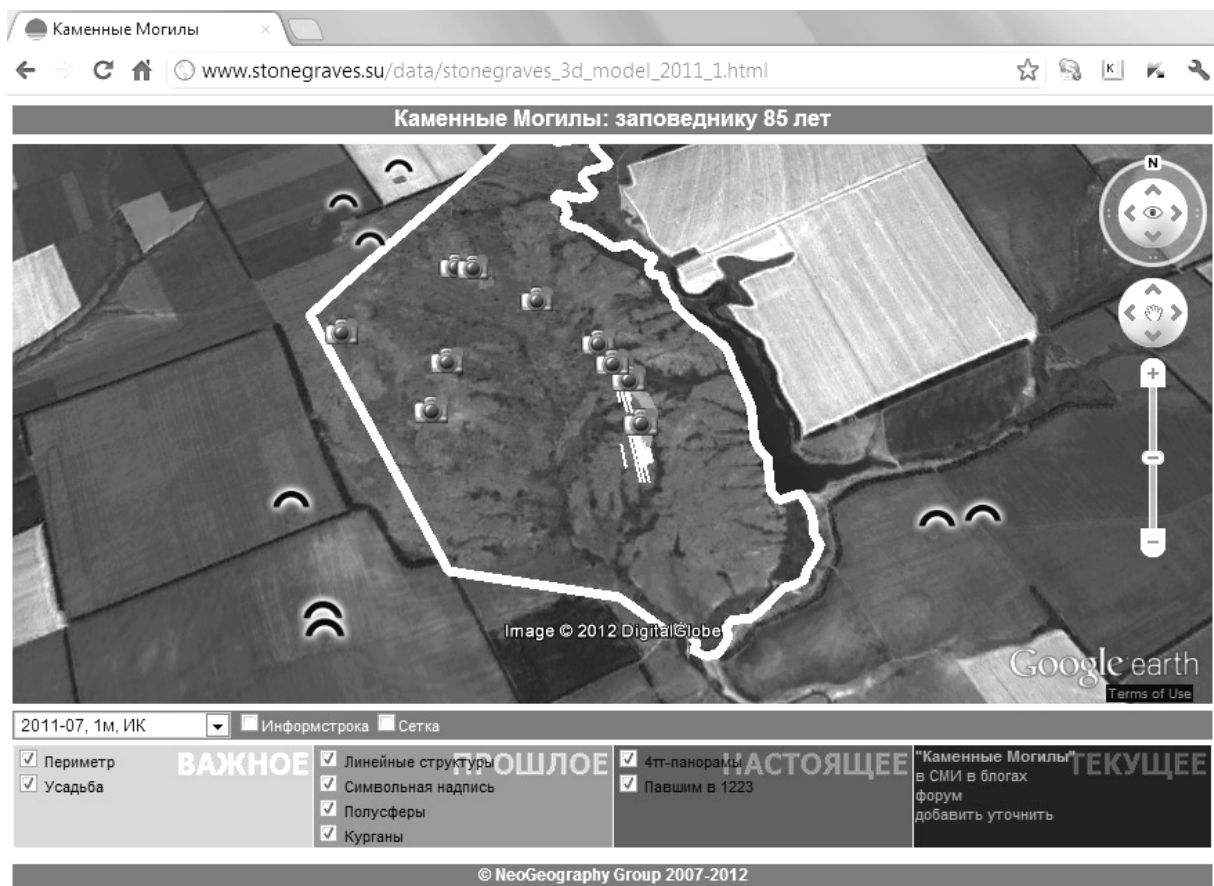 Каменные Могилы
www.stonegraves.su/data/stonegraves_3d_model_2011_1.html
Каменные Могилы: заповеднику 85 лет
N
Image © 2012 DigitalGlobe
Google earth
Terms of Use
2011-07, 1м, ИК
Информстрока
Сетка
ВАЖНОЕ
Периметр
Усадьба
ПРОШЛОЕ
Линейные структуры
Символьная надпись
Полусферы
Курганы
НАСТОЯЩЕЕ
4π-панорамы
Павшим в 1223
ТЕКУЩЕЕ
"Каменные Могилы"
в СМИ в блогах
форум
добавить уточнить
© NeoGeography Group 2007-2012